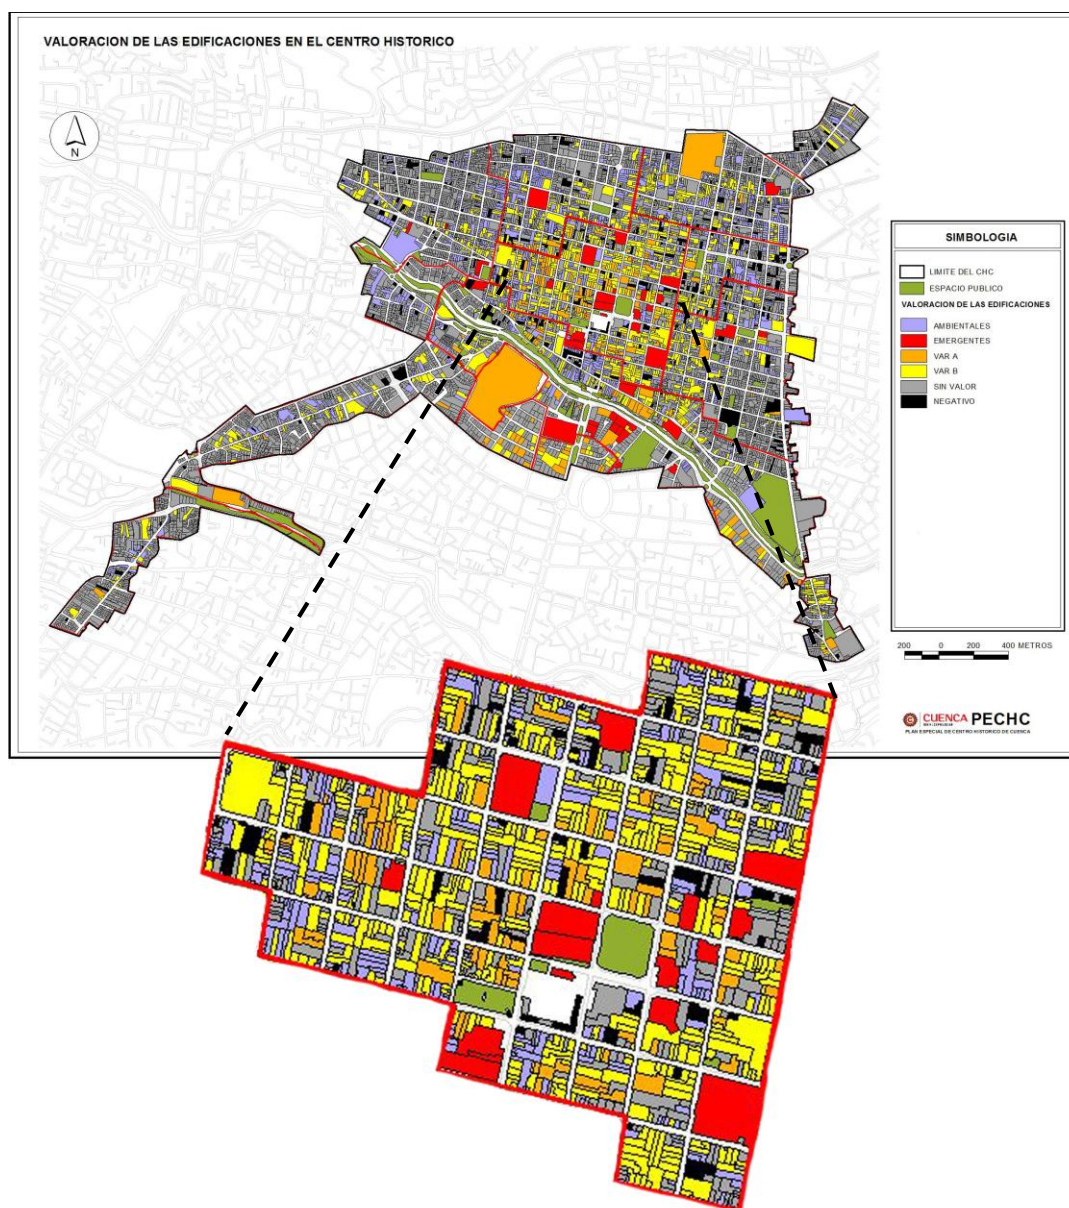 VALORACION DE LAS EDIFICACIONES EN EL CENTRO HISTORICO
N
SIMBOLOGIA
LIMITE DEL CHC
ESPACIO PUBLICO
VALORACION DE LAS EDIFICACIONES
AMBIENTALES
EMERGENTES
VAR A
VAR B
SIN VALOR
NEGATIVO
200 0 200 400 METROS
CUENCA PECHC
PLAN ESPECIAL DE CENTRO HISTORICO DE CUENCA